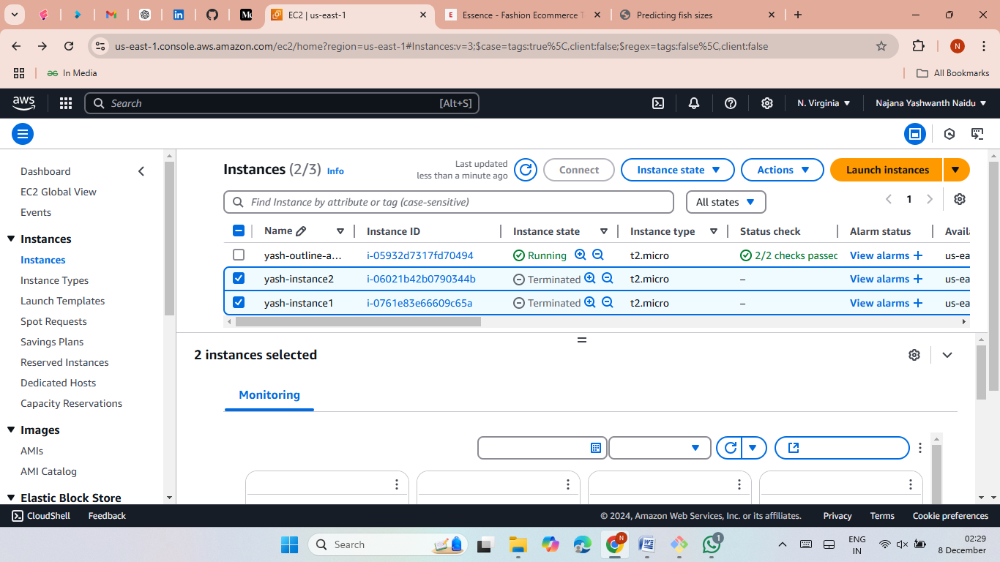 EC2 | us-east-1
Essence - Fashion Ecommerce T
Predicting fish sizes
us-east-1.console.aws.amazon.com/ec2/home?region=us-east-1#Instances:v=3;$case=tags:true%5C,client:false;$regex=tags:false%5C,client:false
N
In Media
All Bookmarks
aws
Search
[Alt+S]
N. Virginia
Najana Yashwanth Naidu
Dashboard
EC2 Global View
Events
Instances
Instances
Instance Types
Launch Templates
Spot Requests
Savings Plans
Reserved Instances
Dedicated Hosts
Capacity Reservations
Images
AMIs
AMI Catalog
Elastic Block Store
Instances (2/3) Info
Last updated
less than a minute ago
Connect
Instance state
Actions
Launch instances
Find Instance by attribute or tag (case-sensitive)
All states
1
Name Instance ID Instance state Instance type Status check Alarm status Availa
yash-outline-a... i-05932d7317fd70494 Running t2.micro 2/2 checks passec View alarms + us-ea
yash-instance2 i-06021b42b0790344b Terminated t2.micro – View alarms + us-ea
yash-instance1 i-0761e83e66609c65a Terminated t2.micro – View alarms + us-ea
2 instances selected
Monitoring
CloudShell Feedback
© 2024, Amazon Web Services, Inc. or its affiliates. Privacy Terms Cookie preferences
Search
N
1
ENG
IN
02:29
8 December